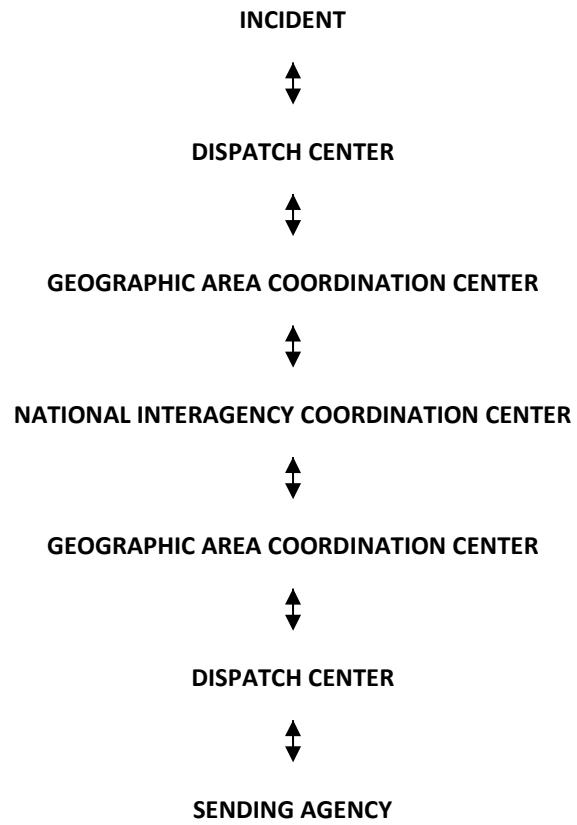 INCIDENT
DISPATCH CENTER
GEOGRAPHIC AREA COORDINATION CENTER
NATIONAL INTERAGENCY COORDINATION CENTER
GEOGRAPHIC AREA COORDINATION CENTER
DISPATCH CENTER
SENDING AGENCY